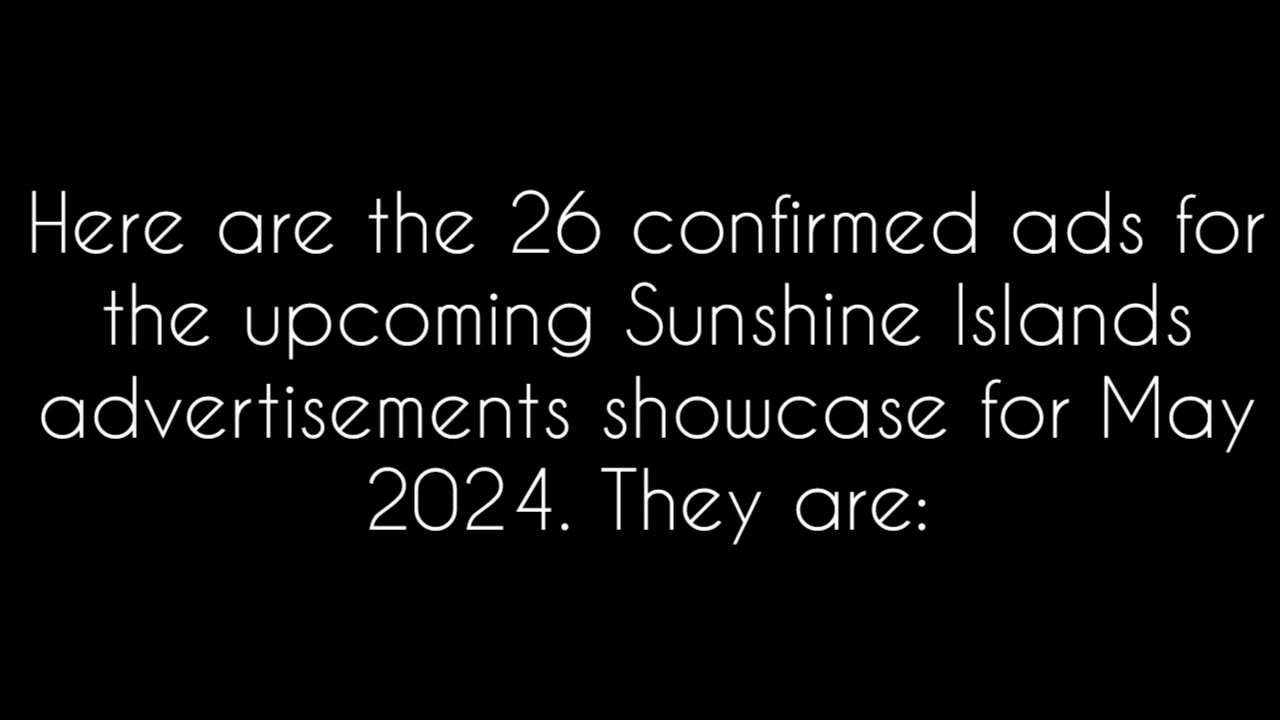 Here are the 26 confirmed ads for
the upcoming Sunshine Islands
advertisements showcase for May
2024. They are: